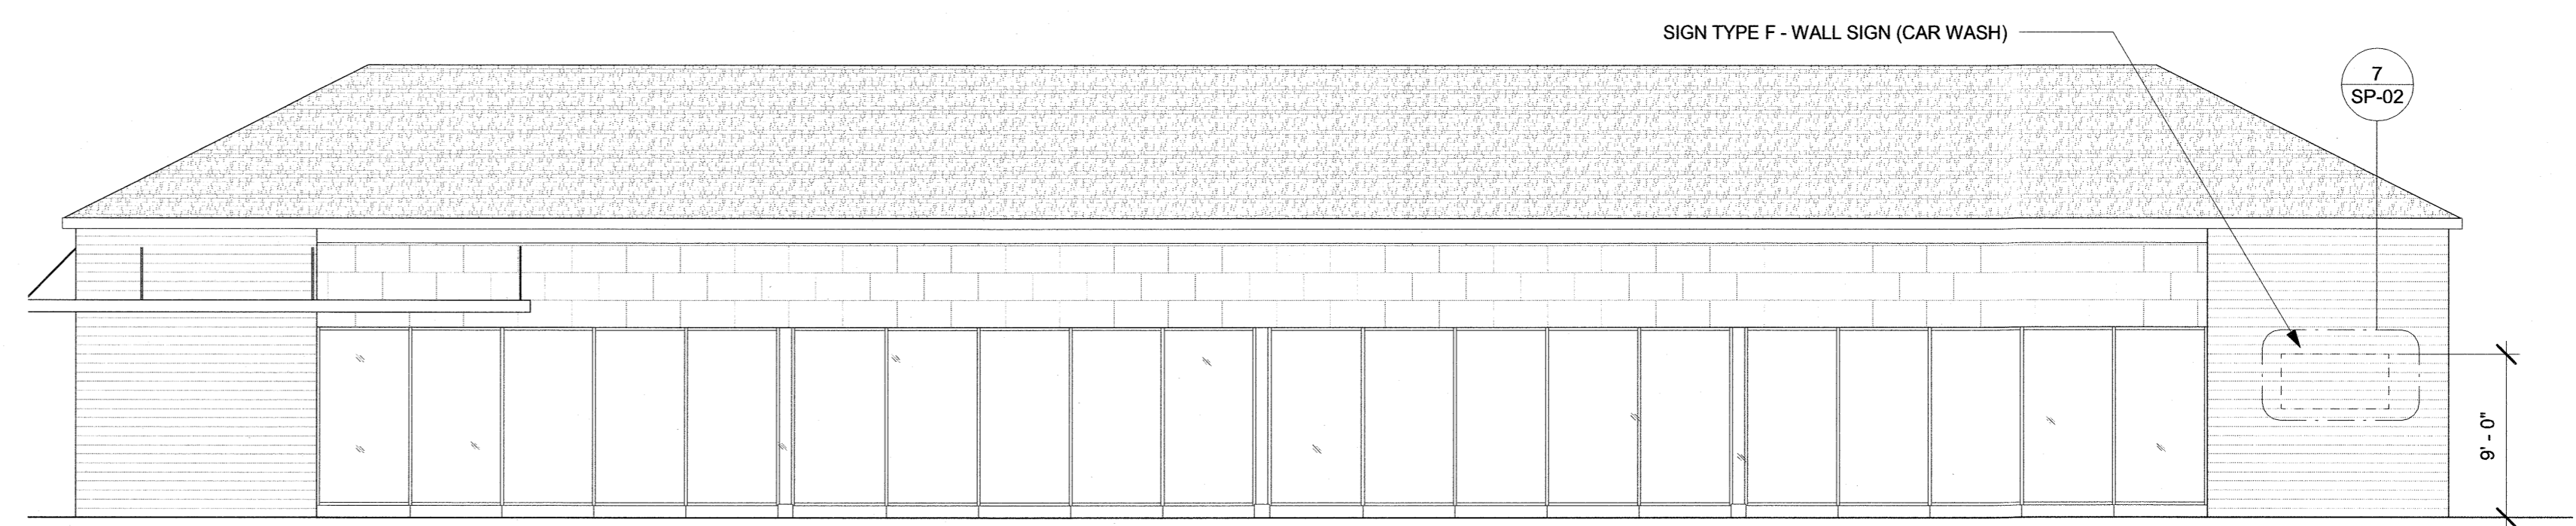 SIGN TYPE F - WALL SIGN (CAR WASH)
7
SP-02
9' - 0"